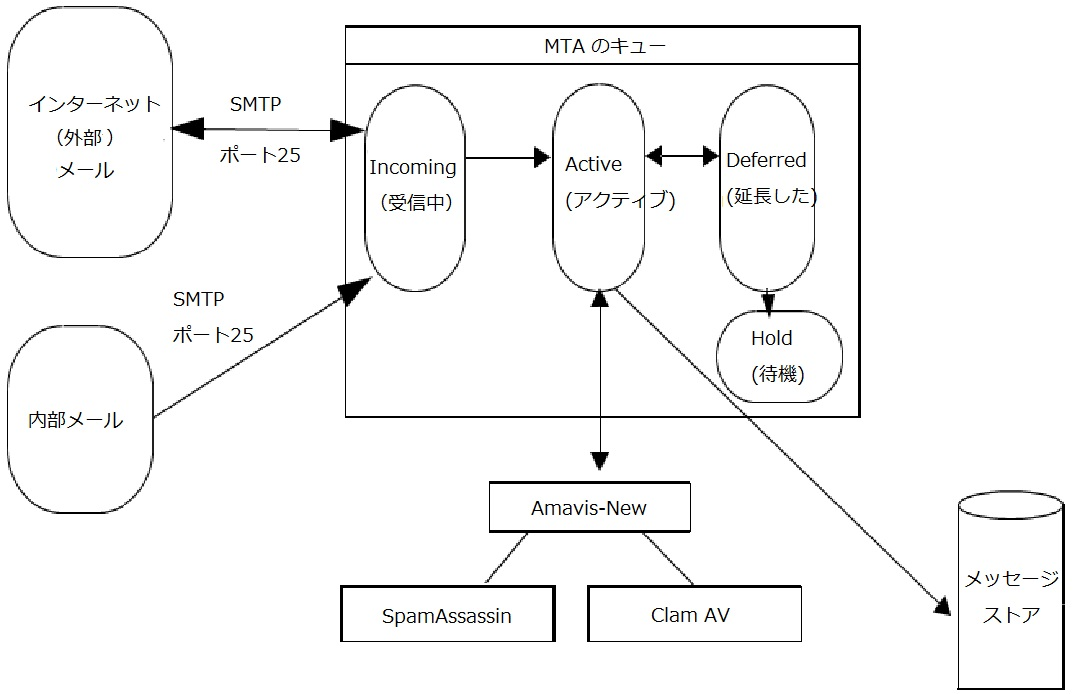 MTA のキュー
インターネット
（外部 ）
メール
SMTP
ポート25
Incoming
（受信中）
Active
(アクティブ)
Deferred
(延長した)
SMTP
ポート25
Hold
(待機)
内部メール
Amavis-New
SpamAssassin
Clam AV
メッセージ
ストア